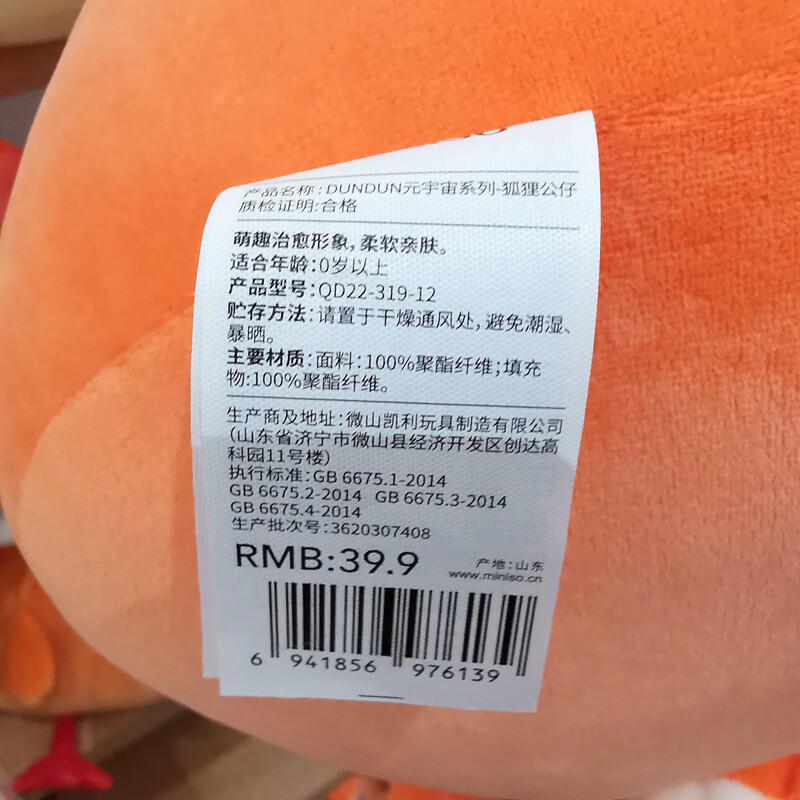 产品名称:DUNDUN元宇宙系列-狐狸公仔
质检证明:合格
萌趣治愈形象,柔软亲肤。
适合年龄:0岁以上
产品型号:QD22-319-12
贮存方法:请置于干燥通风处,避免潮湿、
暴晒。
主要材质:面料:100%聚酯纤维;填充
物:100%聚酯纤维。
生产商及地址:微山凯利玩具制造有限公司
(山东省济宁市微山县经济开发区创达高
科园11号楼)
执行标准:GB 6675.1-2014
GB 6675.2-2014 GB 6675.3-2014
GB 6675.4-2014
生产批次号:3620307408
RMB:39.9
产地:山东
www.miniso.cn
6 941856 976139